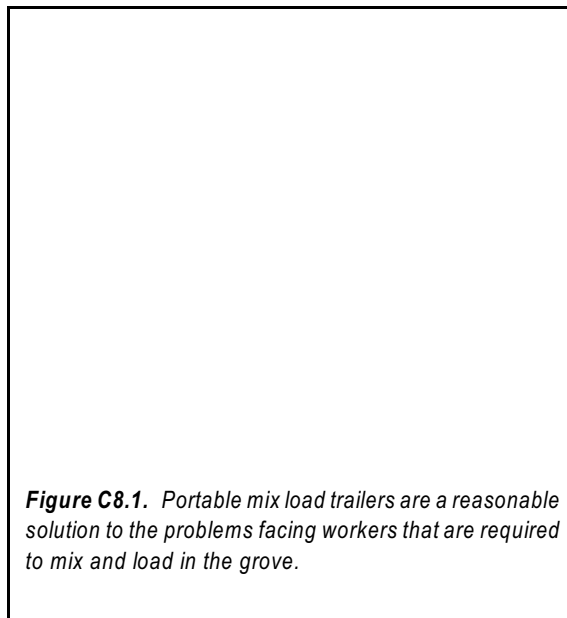 Figure C8.1. Portable mix load trailers are a reasonable
solution to the problems facing workers that are required
to mix and load in the grove.